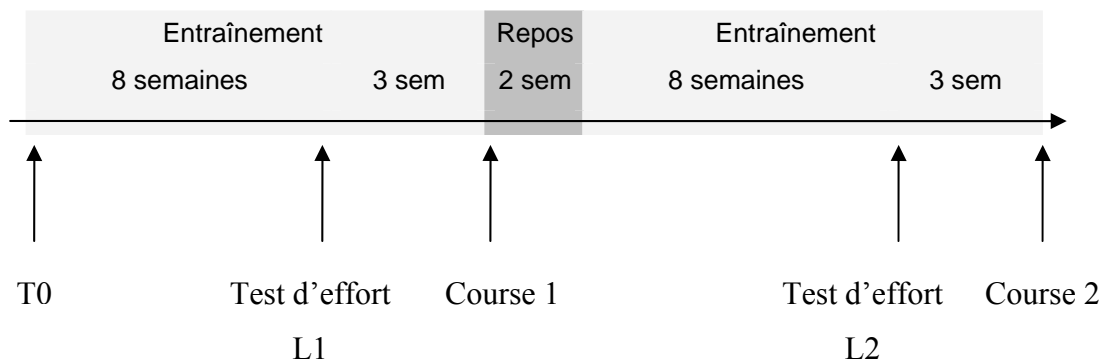 Entraînement Repos Entraînement
8 semaines 3 sem 2 sem 8 semaines 3 sem
T0 Test d’effort Course 1 Test d’effort Course 2
L1 L2